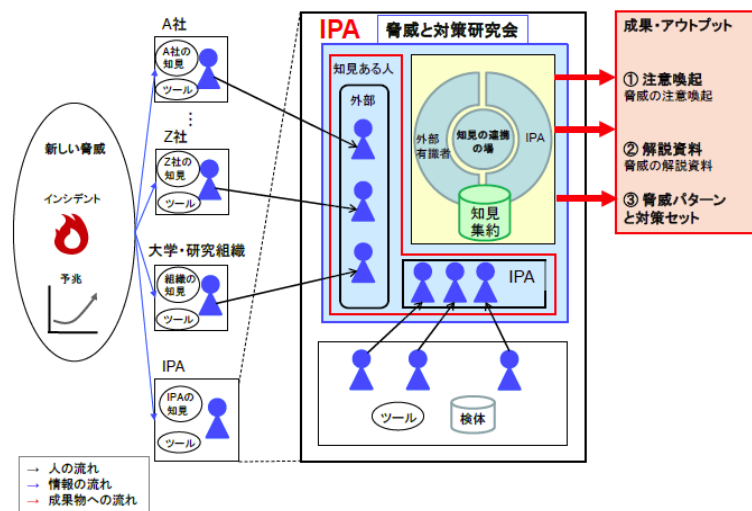 新しい脅威
インシデント
予兆
A社
A社の
知見
ツール
⋮
Z社
Z社の
知見
ツール
大学・研究組織
組織の
知見
ツール
IPA
IPAの
知見
ツール
IPA
脅威と対策研究会
知見ある人
外部
外部
有識者
知見の連携
の場
IPA
知見
集約
IPA
ツール
検体
成果・アウトプット
① 注意喚起
脅威の注意喚起
② 解説資料
脅威の解説資料
③ 脅威パターン
と対策セット
→ 人の流れ
→ 情報の流れ
→ 成果物への流れ